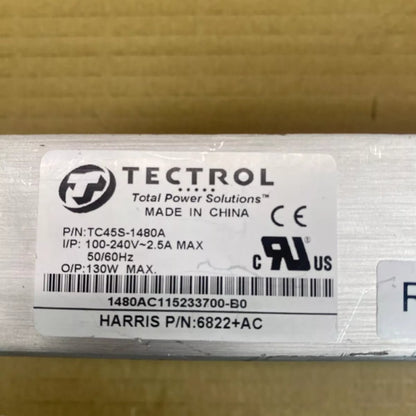 TECTROL
Total Power Solutions™
MADE IN CHINA
P/N:TC45S-1480A
I/P: 100-240V~2.5A MAX
50/60Hz
O/P:130W MAX.
CE
C RU US
1480AC115233700-B0
HARRIS P/N:6822+AC